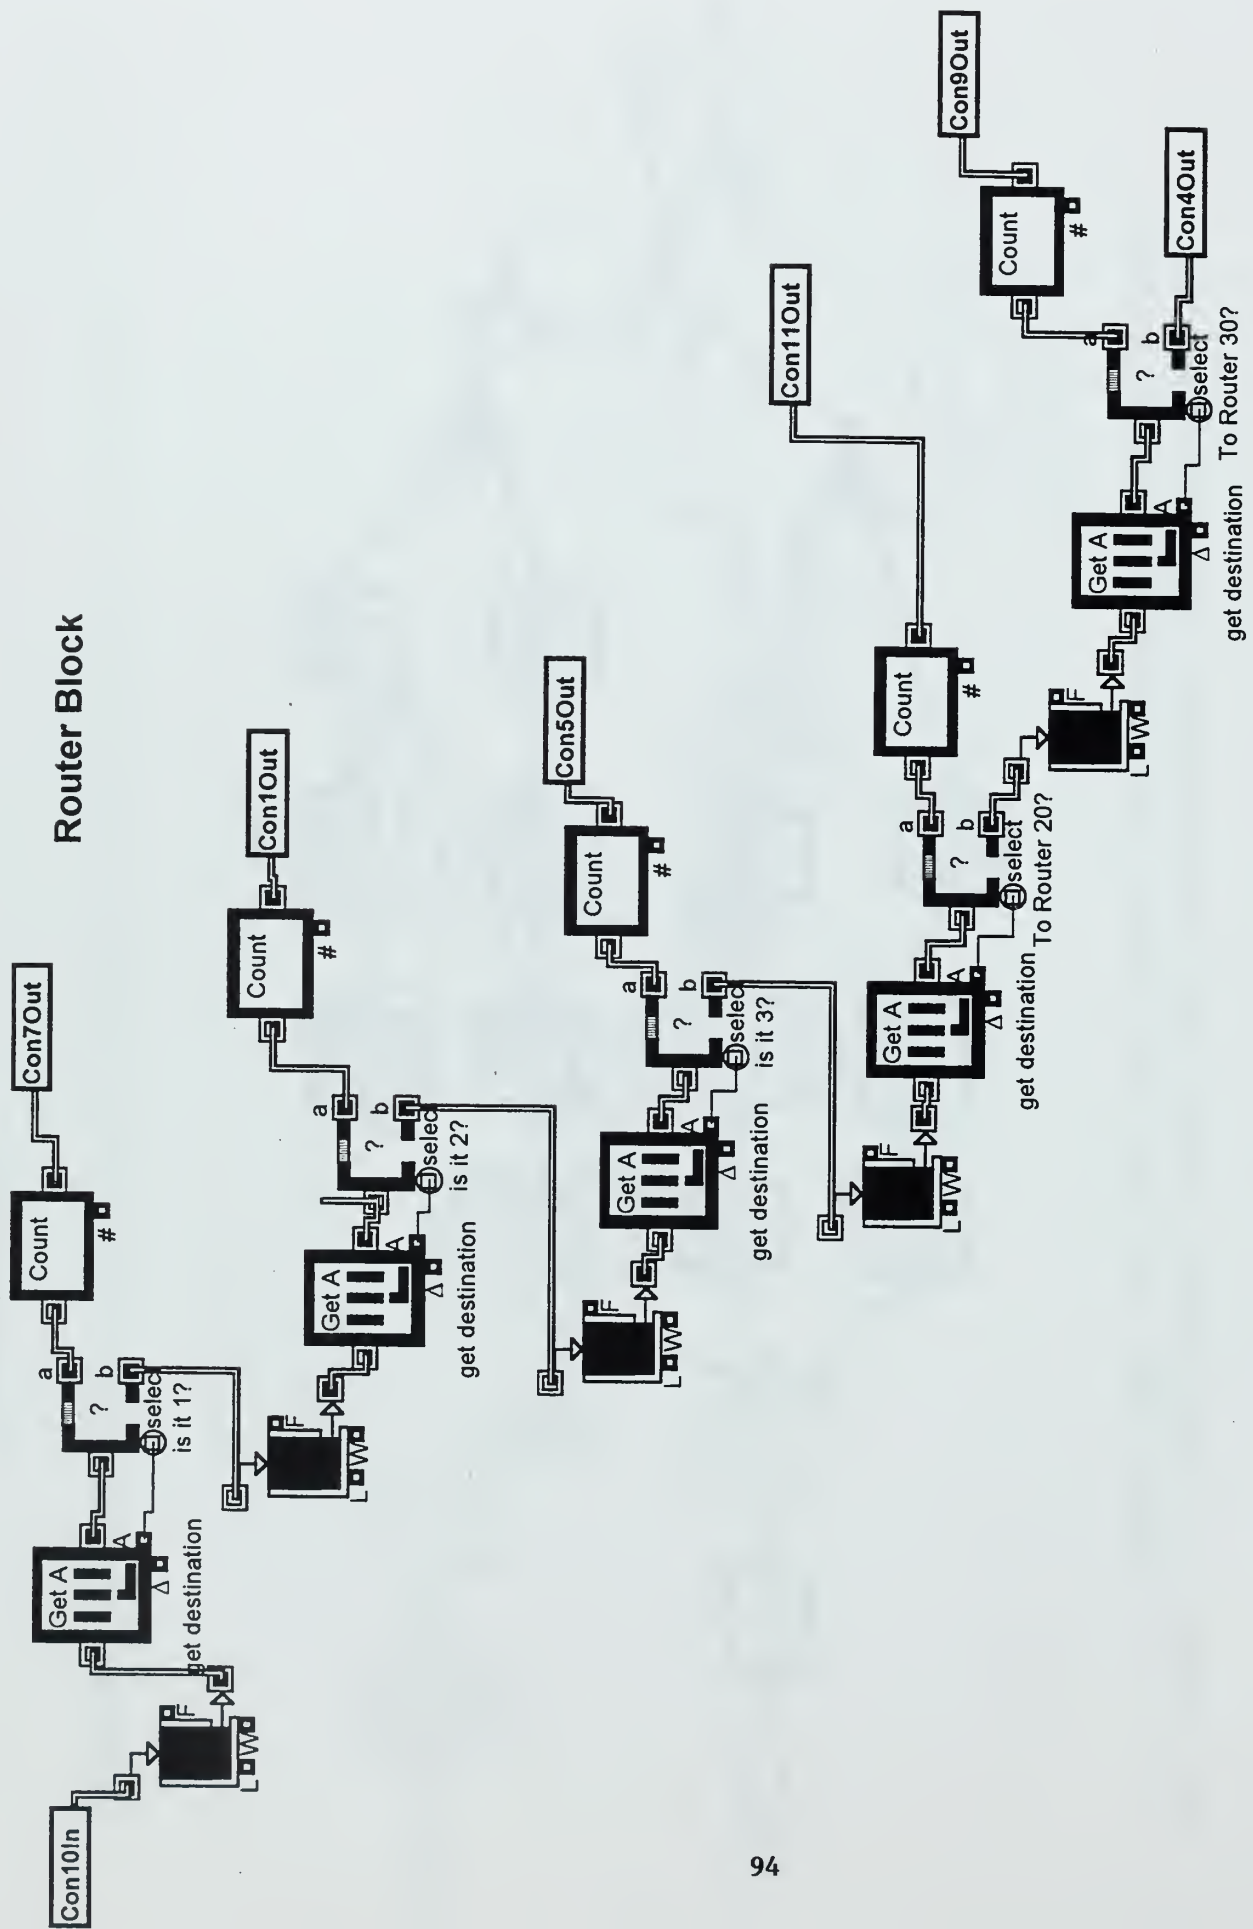 Router Block
Con10In
F
L W
Get A
A
Δ
get destination
a
?
b
select
is it 1?
Count
#
Con7Out
F
L W
Get A
A
Δ
get destination
a
?
b
select
is it 2?
Count
#
Con1Out
F
L W
Get A
A
Δ
get destination
a
?
b
select
is it 3?
Count
#
Con5Out
F
L W
Get A
A
Δ
get destination
a
?
b
select
To Router 20?
Count
#
Con11Out
F
L W
Get A
A
Δ
get destination
a
?
b
select
To Router 30?
Count
#
Con9Out
Con4Out
94